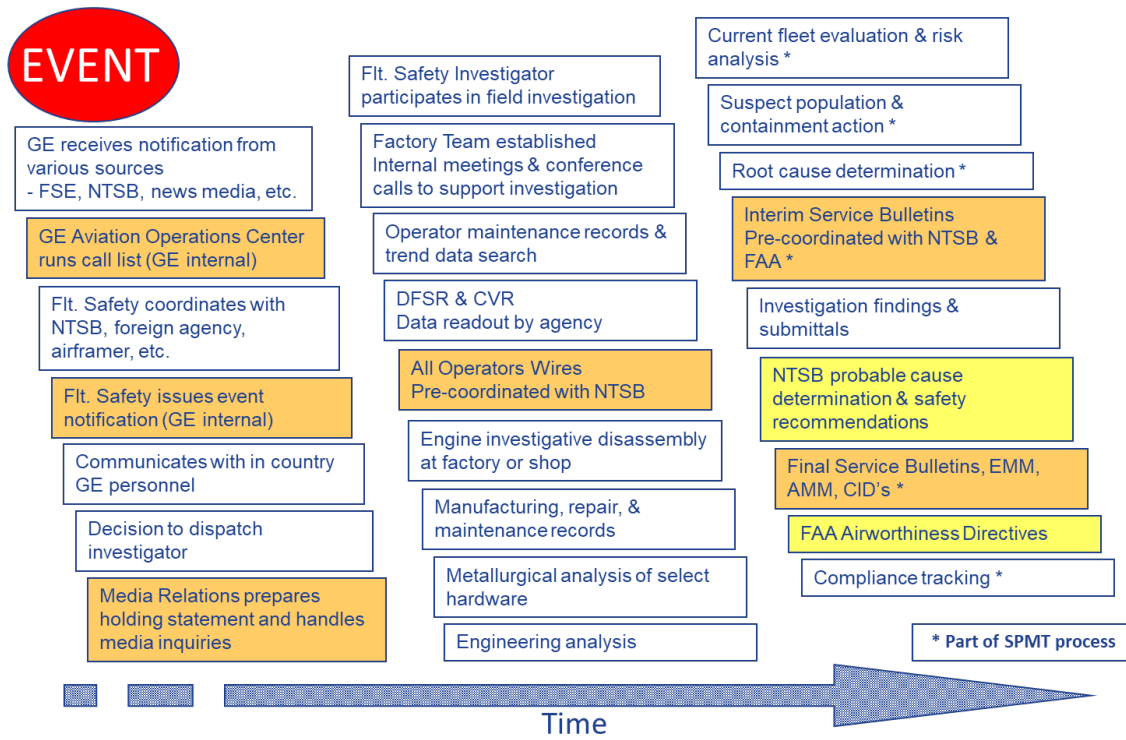 EVENT
GE receives notification from
various sources
- FSE, NTSB, news media, etc.
GE Aviation Operations Center
runs call list (GE internal)
Flt. Safety coordinates with
NTSB, foreign agency,
airframer, etc.
Flt. Safety issues event
notification (GE internal)
Communicates with in country
GE personnel
Decision to dispatch
investigator
Media Relations prepares
holding statement and handles
media inquiries
Flt. Safety Investigator
participates in field investigation
Factory Team established
Internal meetings & conference
calls to support investigation
Operator maintenance records &
trend data search
DFSR & CVR
Data readout by agency
All Operators Wires
Pre-coordinated with NTSB
Engine investigative disassembly
at factory or shop
Manufacturing, repair, &
maintenance records
Metallurgical analysis of select
hardware
Engineering analysis
Current fleet evaluation & risk
analysis *
Suspect population &
containment action *
Root cause determination *
Interim Service Bulletins
Pre-coordinated with NTSB &
FAA *
Investigation findings &
submittals
NTSB probable cause
determination & safety
recommendations
Final Service Bulletins, EMM,
AMM, CID's *
FAA Airworthiness Directives
Compliance tracking *
* Part of SPMT process
Time